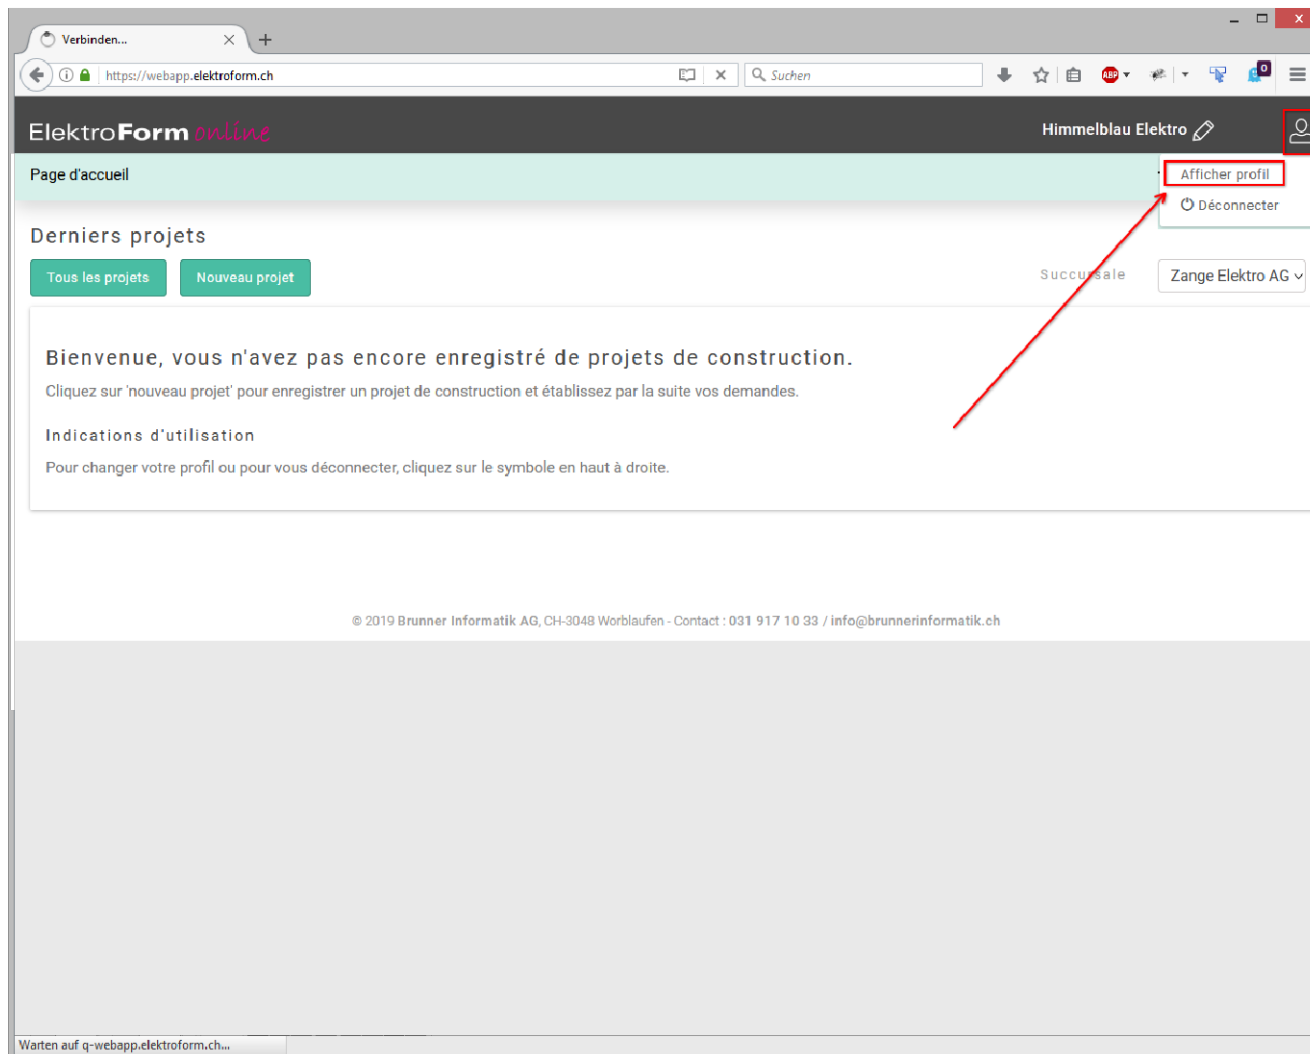 Verbinden...
https://webapp.elektroform.ch
Suchen
ABP
0
ElektroForm online
Himmelblau Elektro
Page d'accueil
Afficher profil
Déconnecter
Derniers projets
Tous les projets
Nouveau projet
Succursale
Zange Elektro AG
Bienvenue, vous n'avez pas encore enregistré de projets de construction.
Cliquez sur 'nouveau projet' pour enregistrer un projet de construction et établissez par la suite vos demandes.
Indications d'utilisation
Pour changer votre profil ou pour vous déconnecter, cliquez sur le symbole en haut à droite.
© 2019 Brunner Informatik AG, CH-3048 Worblaufen - Contact : 031 917 10 33 / info@brunnerinformatik.ch
Warten auf q-webapp.elektroform.ch...